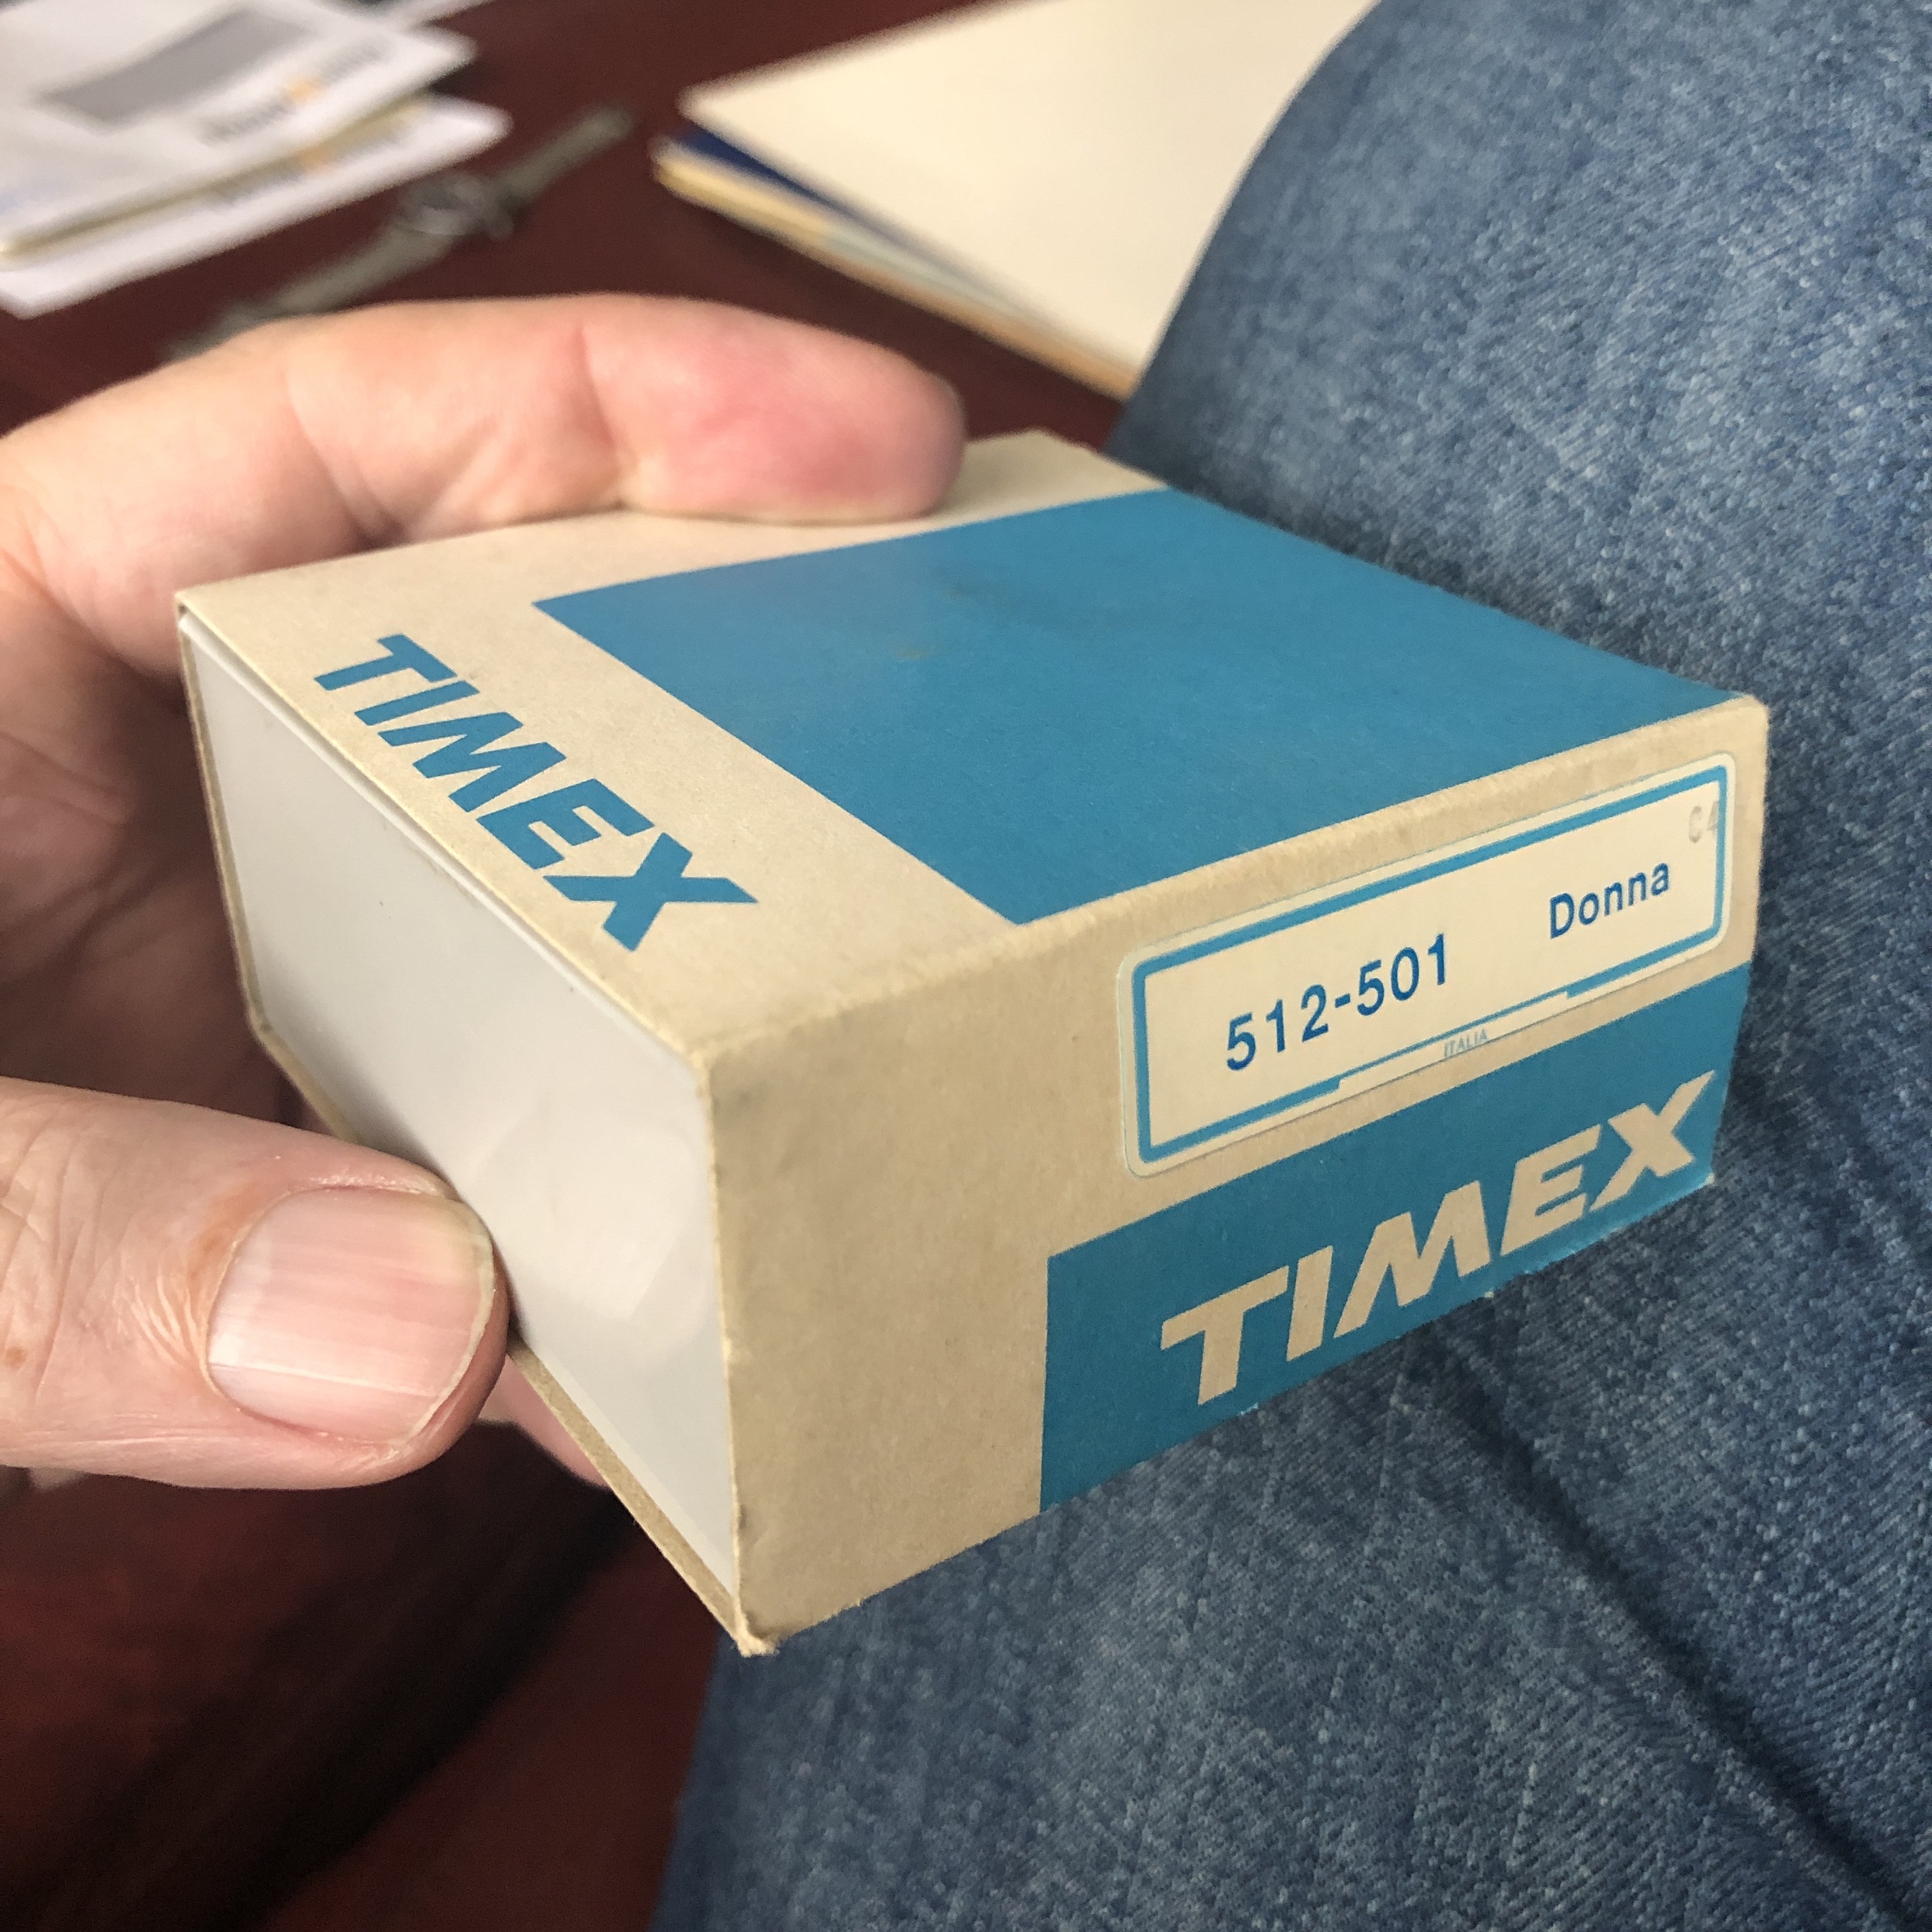 TIMEX
C4
512-501 Donna
ITALIA
TIMEX